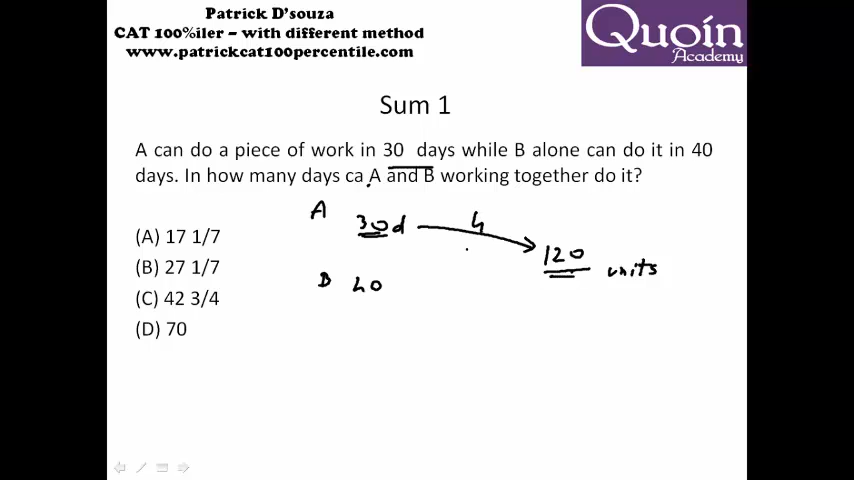 Patrick D'souza
CAT 100%iler – with different method
www.patrickcat100percentile.com
Quoin
Academy
Sum 1
A can do a piece of work in 30 days while B alone can do it in 40
days. In how many days ca A and B working together do it?
(A) 17 1/7
(B) 27 1/7
(C) 42 3/4
(D) 70
A 30d 4
120 units
B 40